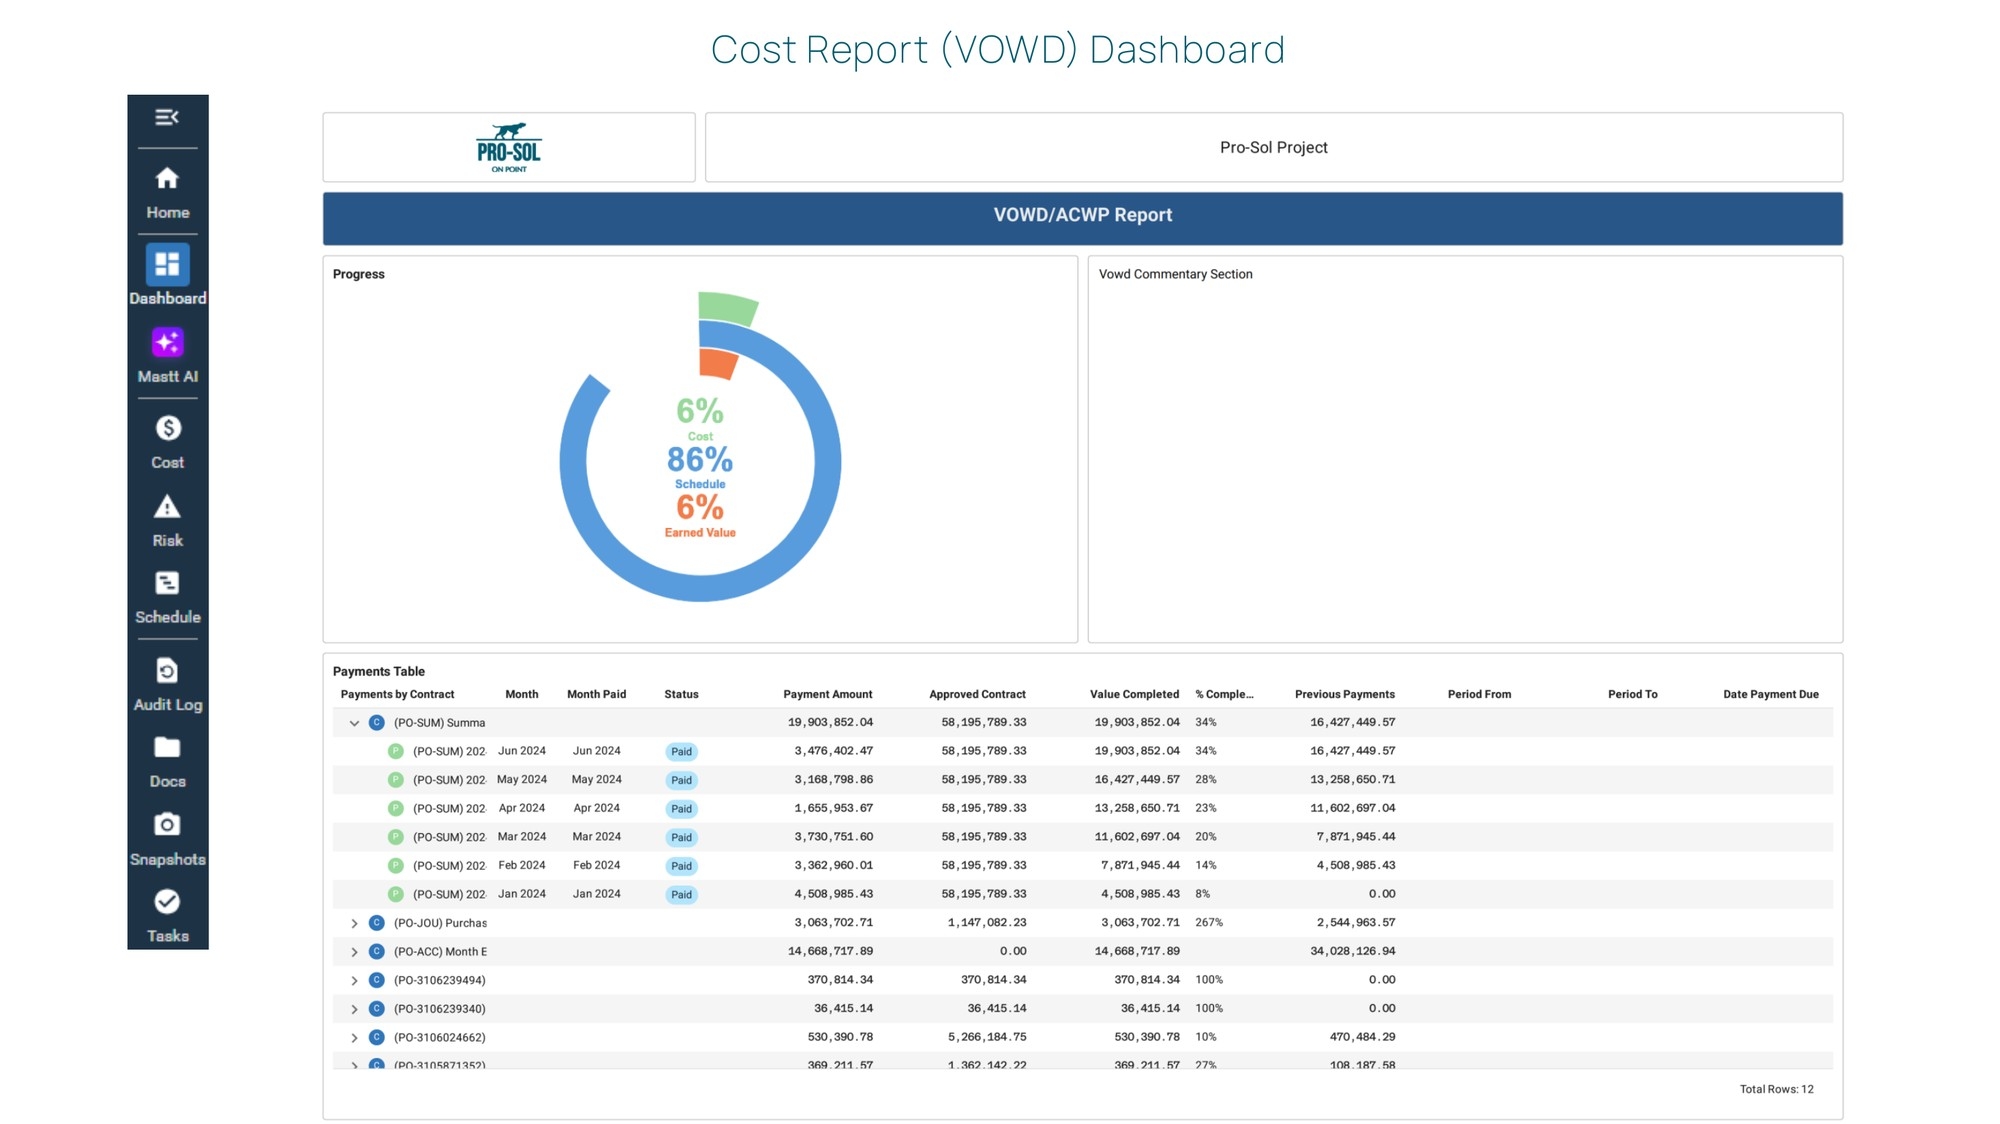 Cost Report (VOWD) Dashboard
Home
Dashboard
Mastt AI
$
Cost
Risk
Schedule
Audit Log
Docs
Snapshots
Tasks
PRO-SOL
ON POINT
Pro-Sol Project
VOWD/ACWP Report
Progress
6%
Cost
86%
Schedule
6%
Earned Value
Vowd Commentary Section
Payments Table
Payments by Contract Month Month Paid Status Payment Amount Approved Contract Value Completed % Comple... Previous Payments Period From Period To Date Payment Due
C (PO-SUM) Summa 19,903,852.04 58,195,789.33 19,903,852.04 34% 16,427,449.57
P (PO-SUM) 202 Jun 2024 Jun 2024 Paid 3,476,402.47 58,195,789.33 19,903,852.04 34% 16,427,449.57
P (PO-SUM) 202 May 2024 May 2024 Paid 3,168,798.86 58,195,789.33 16,427,449.57 28% 13,258,650.71
P (PO-SUM) 202 Apr 2024 Apr 2024 Paid 1,655,953.67 58,195,789.33 13,258,650.71 23% 11,602,697.04
P (PO-SUM) 202 Mar 2024 Mar 2024 Paid 3,730,751.60 58,195,789.33 11,602,697.04 20% 7,871,945.44
P (PO-SUM) 202 Feb 2024 Feb 2024 Paid 3,362,960.01 58,195,789.33 7,871,945.44 14% 4,508,985.43
P (PO-SUM) 202 Jan 2024 Jan 2024 Paid 4,508,985.43 58,195,789.33 4,508,985.43 8% 0.00
C (PO-JOU) Purchas 3,063,702.71 1,147,082.23 3,063,702.71 267% 2,544,963.57
C (PO-ACC) Month E 14,668,717.89 0.00 14,668,717.89 34,028,126.94
C (PO-3106239494) 370,814.34 370,814.34 370,814.34 100% 0.00
C (PO-3106239340) 36,415.14 36,415.14 36,415.14 100% 0.00
C (PO-3106024662) 530,390.78 5,266,184.75 530,390.78 10% 470,484.29
C (PO-3105871352) 369,211.57 1,362,142.22 369,211.57 27% 108,187.58
Total Rows: 12